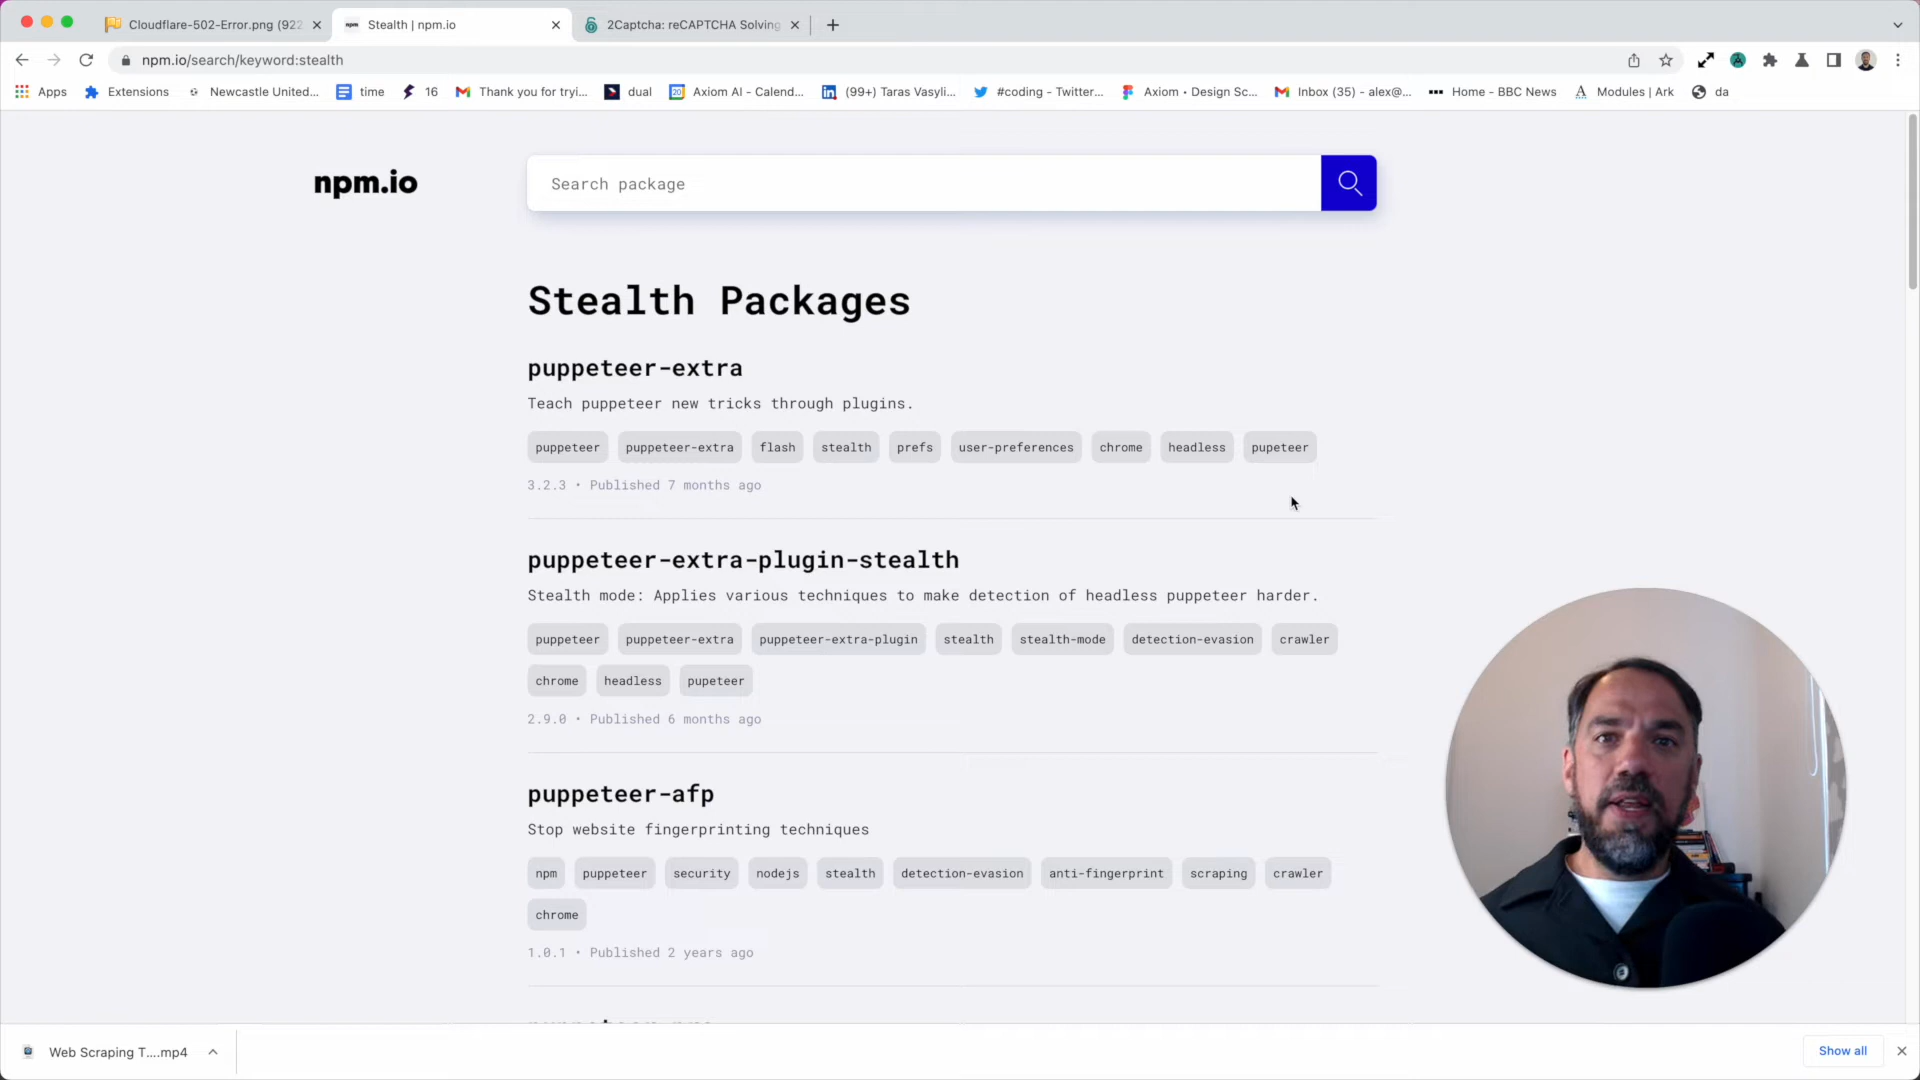 Cloudflare-502-Error.png (922
Stealth | npm.io
2Captcha: reCAPTCHA Solving
npm.io/search/keyword:stealth
Apps
Extensions
Newcastle United...
time
16
Thank you for tryi...
dual
Axiom AI - Calend...
(99+) Taras Vasyli...
#coding - Twitter...
Axiom • Design Sc...
Inbox (35) - alex@...
Home - BBC News
Modules | Ark
da
npm.io
Search package
Stealth Packages
puppeteer-extra
Teach puppeteer new tricks through plugins.
puppeteer puppeteer-extra flash stealth prefs user-preferences chrome headless pupeteer
3.2.3 • Published 7 months ago
puppeteer-extra-plugin-stealth
Stealth mode: Applies various techniques to make detection of headless puppeteer harder.
puppeteer puppeteer-extra puppeteer-extra-plugin stealth stealth-mode detection-evasion crawler
chrome headless pupeteer
2.9.0 • Published 6 months ago
puppeteer-afp
Stop website fingerprinting techniques
npm puppeteer security nodejs stealth detection-evasion anti-fingerprint scraping crawler
chrome
1.0.1 • Published 2 years ago
Web Scraping T....mp4
Show all